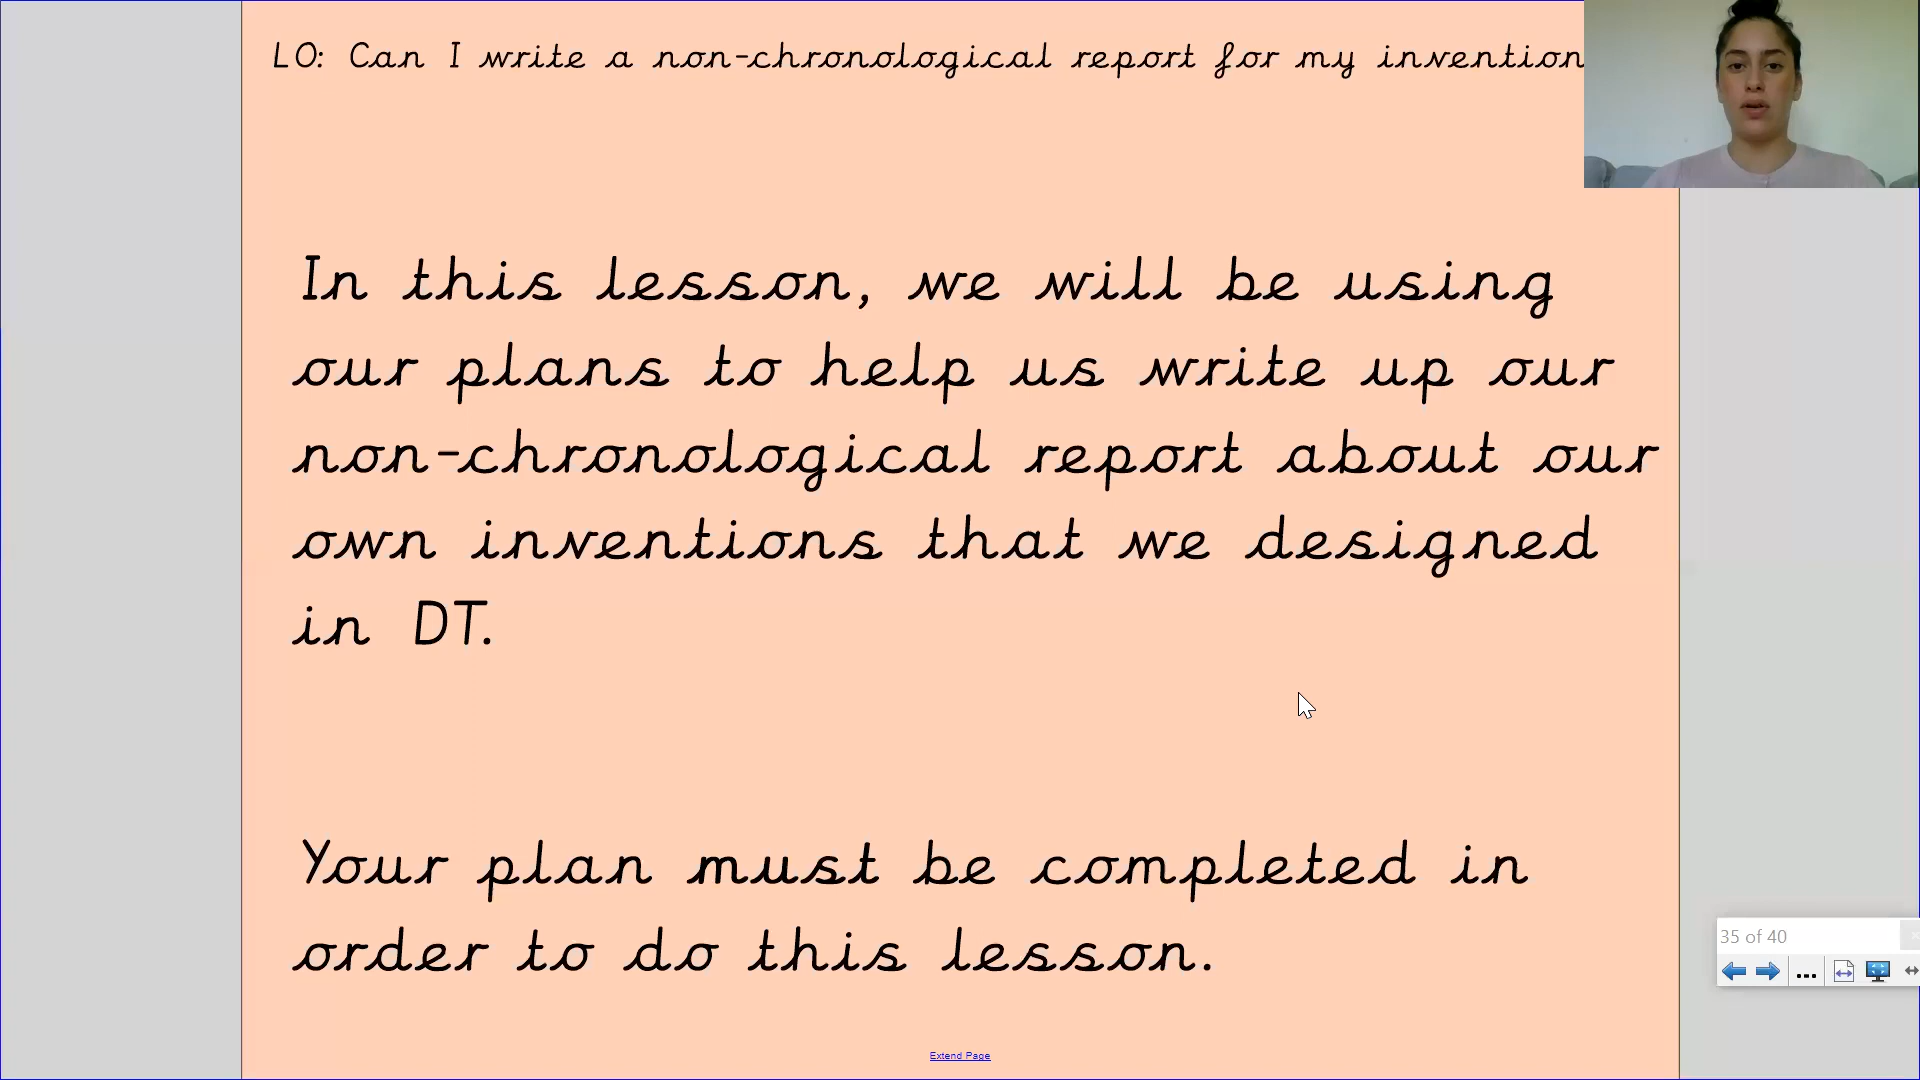 LO: Can I write a non-chronological report for my invention
In this lesson, we will be using
our plans to help us write up our
non-chronological report about our
own inventions that we designed
in DT.
Your plan must be completed in
order to do this lesson.
35 of 40
...
Extend Page